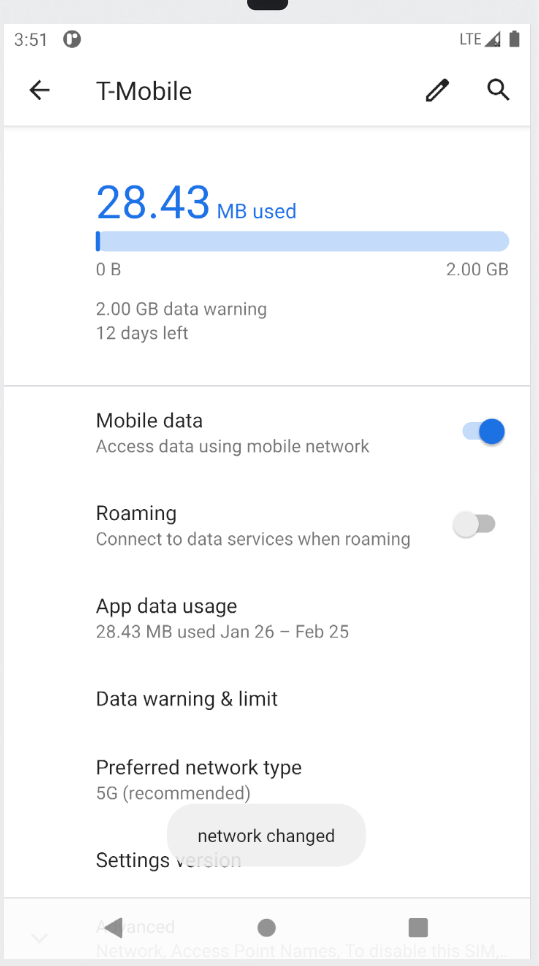 3:51
LTE
T-Mobile
28.43 MB used
0 B 2.00 GB
2.00 GB data warning
12 days left
Mobile data
Access data using mobile network
Roaming
Connect to data services when roaming
App data usage
28.43 MB used Jan 26 – Feb 25
Data warning & limit
Preferred network type
5G (recommended)
network changed
Settings version
Advanced
Network, Access Point Names, To disable this SIM,...